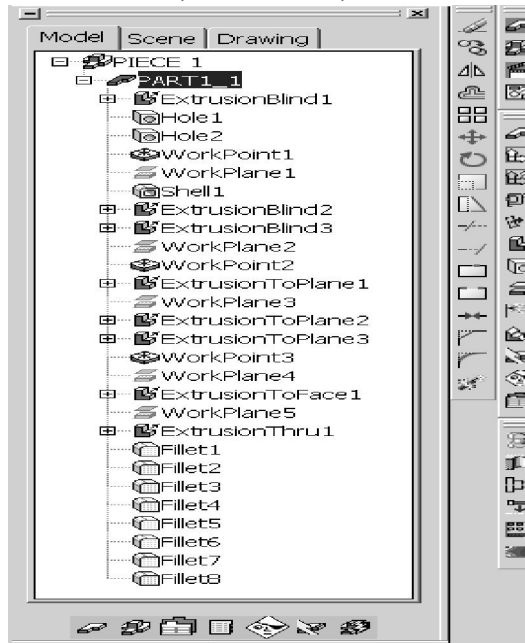 Model Scene Drawing
PIECE 1
PART1_1
ExtrusionBlind1
Hole1
Hole2
WorkPoint1
WorkPlane1
Shell1
ExtrusionBlind2
ExtrusionBlind3
WorkPlane2
WorkPoint2
ExtrusionToPlane1
WorkPlane3
ExtrusionToPlane2
ExtrusionToPlane3
WorkPoint3
WorkPlane4
ExtrusionToFace1
WorkPlane5
ExtrusionThru1
Fillet1
Fillet2
Fillet3
Fillet4
Fillet5
Fillet6
Fillet7
Fillet8